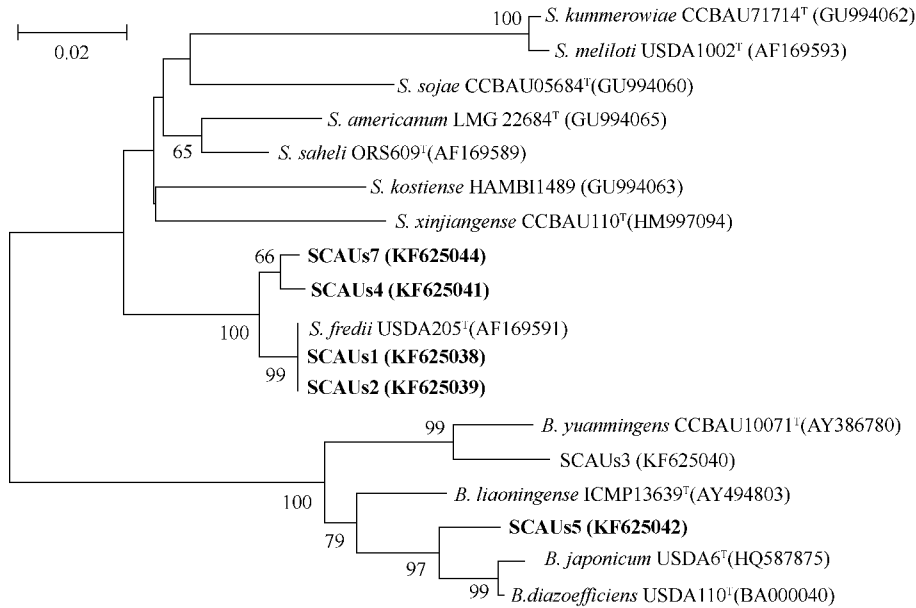 100
S. kummerowiae CCBAU71714ᵀ (GU994062)
0.02
S. meliloti USDA1002ᵀ (AF169593)
S. sojae CCBAU05684ᵀ(GU994060)
S. americanum LMG 22684ᵀ (GU994065)
65
S. saheli ORS609ᵀ(AF169589)
S. kostiense HAMBI1489 (GU994063)
S. xinjiangense CCBAU110ᵀ(HM997094)
66
SCAUs7 (KF625044)
SCAUs4 (KF625041)
100
S. fredii USDA205ᵀ(AF169591)
SCAUs1 (KF625038)
99
SCAUs2 (KF625039)
99
B. yuanmingens CCBAU10071ᵀ(AY386780)
SCAUs3 (KF625040)
100
B. liaoningense ICMP13639ᵀ(AY494803)
79
SCAUs5 (KF625042)
97
B. japonicum USDA6ᵀ(HQ587875)
99
B.diazoefficiens USDA110ᵀ(BA000040)